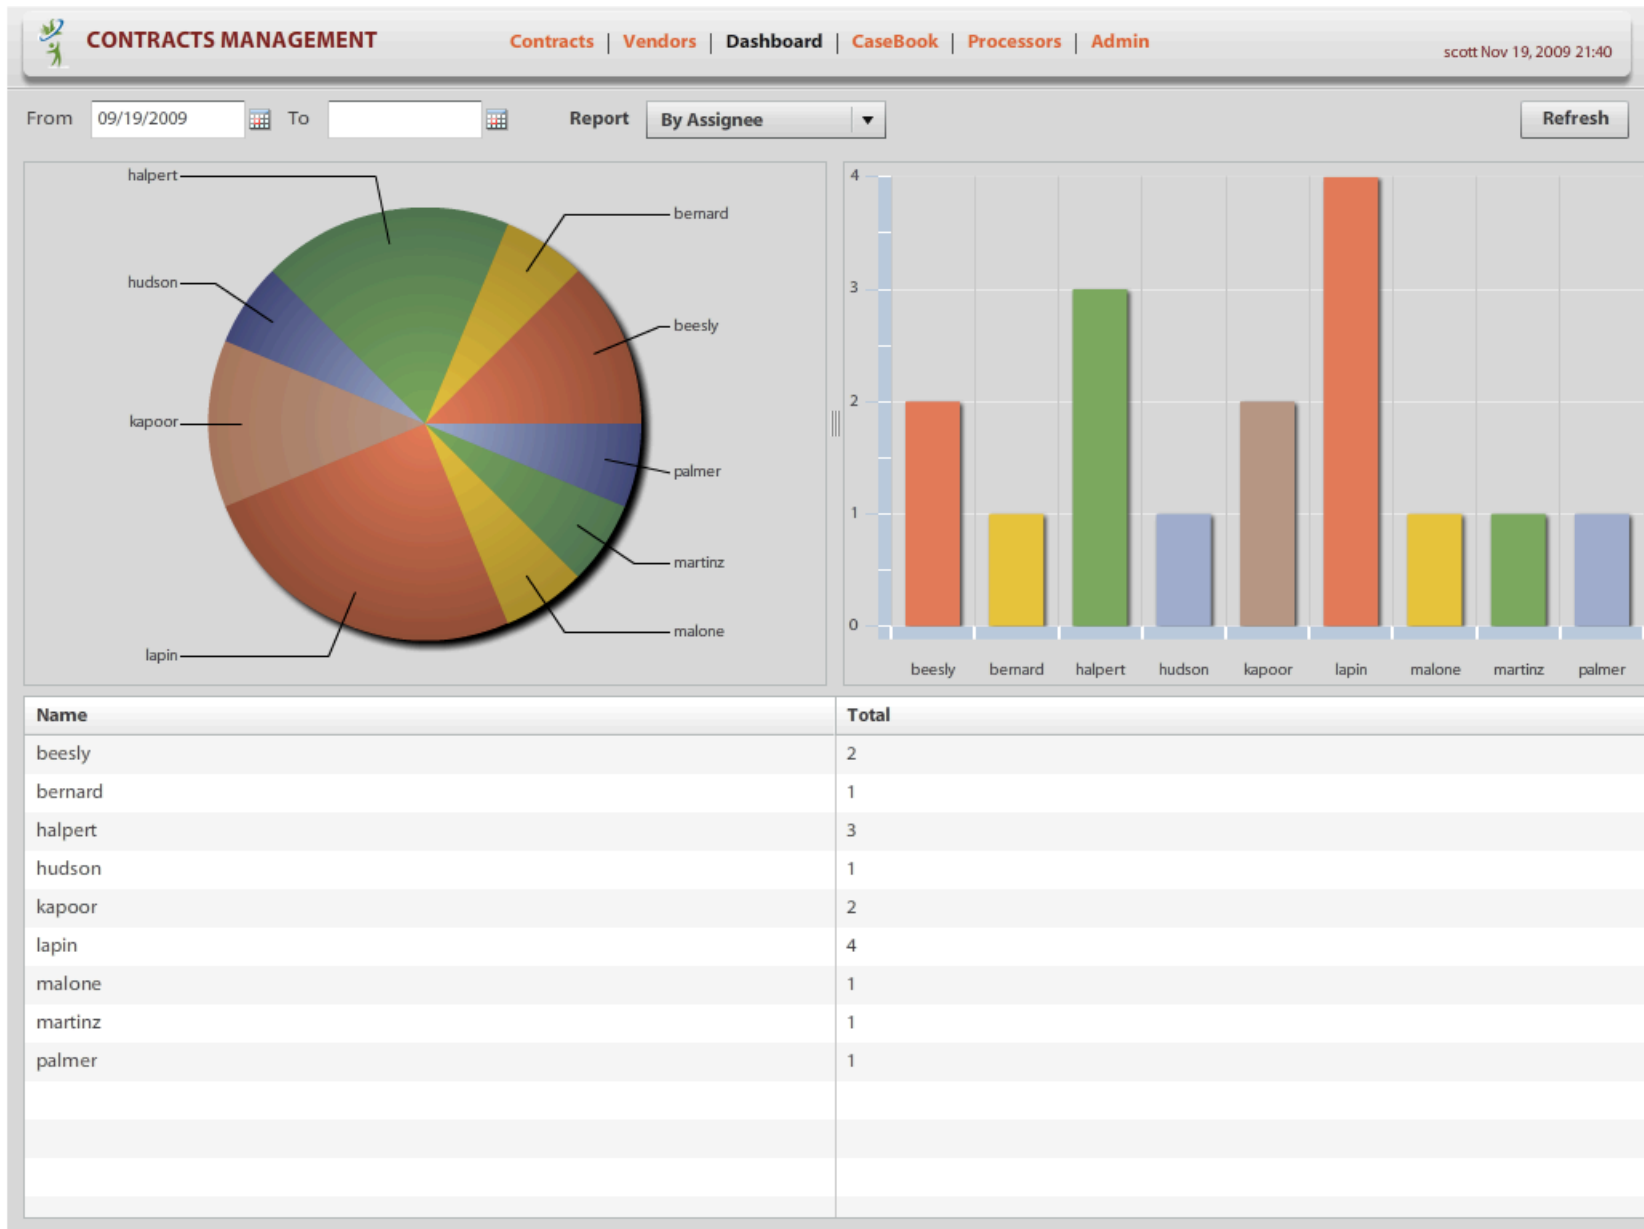 CONTRACTS MANAGEMENT
Contracts | Vendors | Dashboard | CaseBook | Processors | Admin
scott Nov 19, 2009 21:40
From 09/19/2009 To Report By Assignee Refresh
halpert
bernard
hudson
beesly
kapoor
palmer
martinz
malone
lapin
4
3
2
1
0
beesly bernard halpert hudson kapoor lapin malone martinz palmer
Name Total
beesly 2
bernard 1
halpert 3
hudson 1
kapoor 2
lapin 4
malone 1
martinz 1
palmer 1